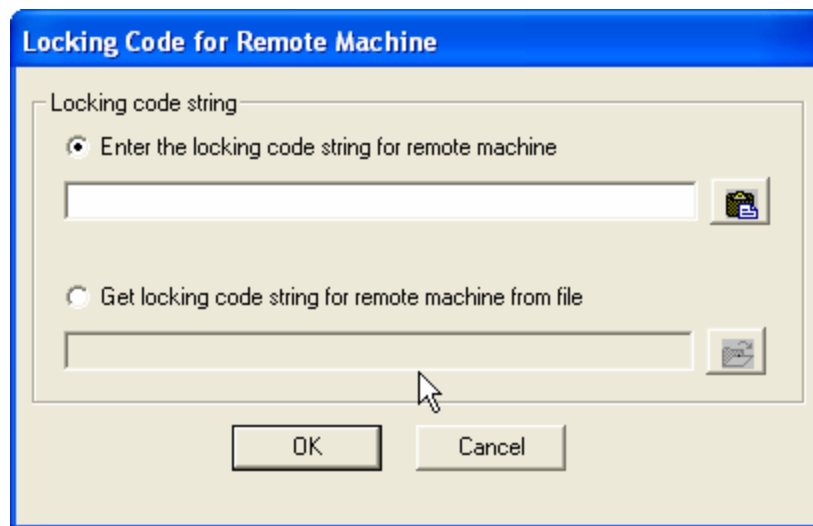 Locking Code for Remote Machine
Locking code string
Enter the locking code string for remote machine
Get locking code string for remote machine from file
OK
Cancel